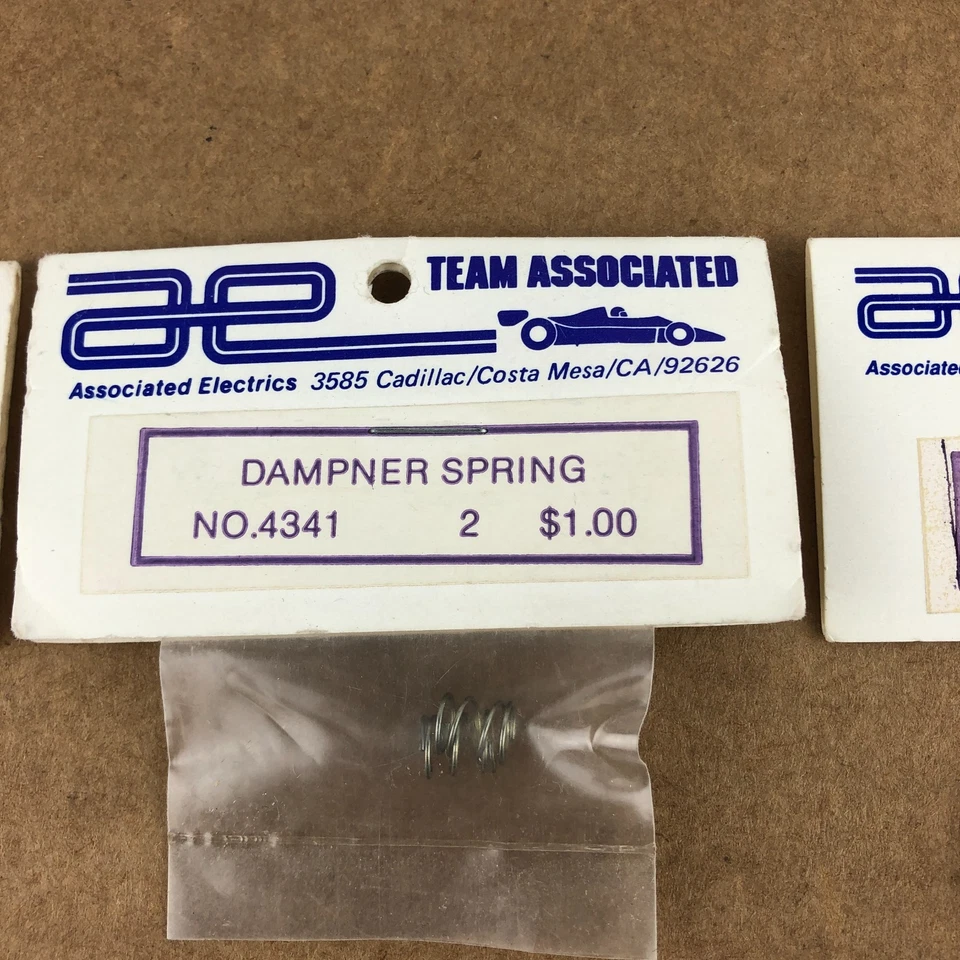 ae TEAM ASSOCIATED
Associated Electrics 3585 Cadillac/Costa Mesa/CA/92626
DAMPNER SPRING
NO.4341 2 $1.00
Associated